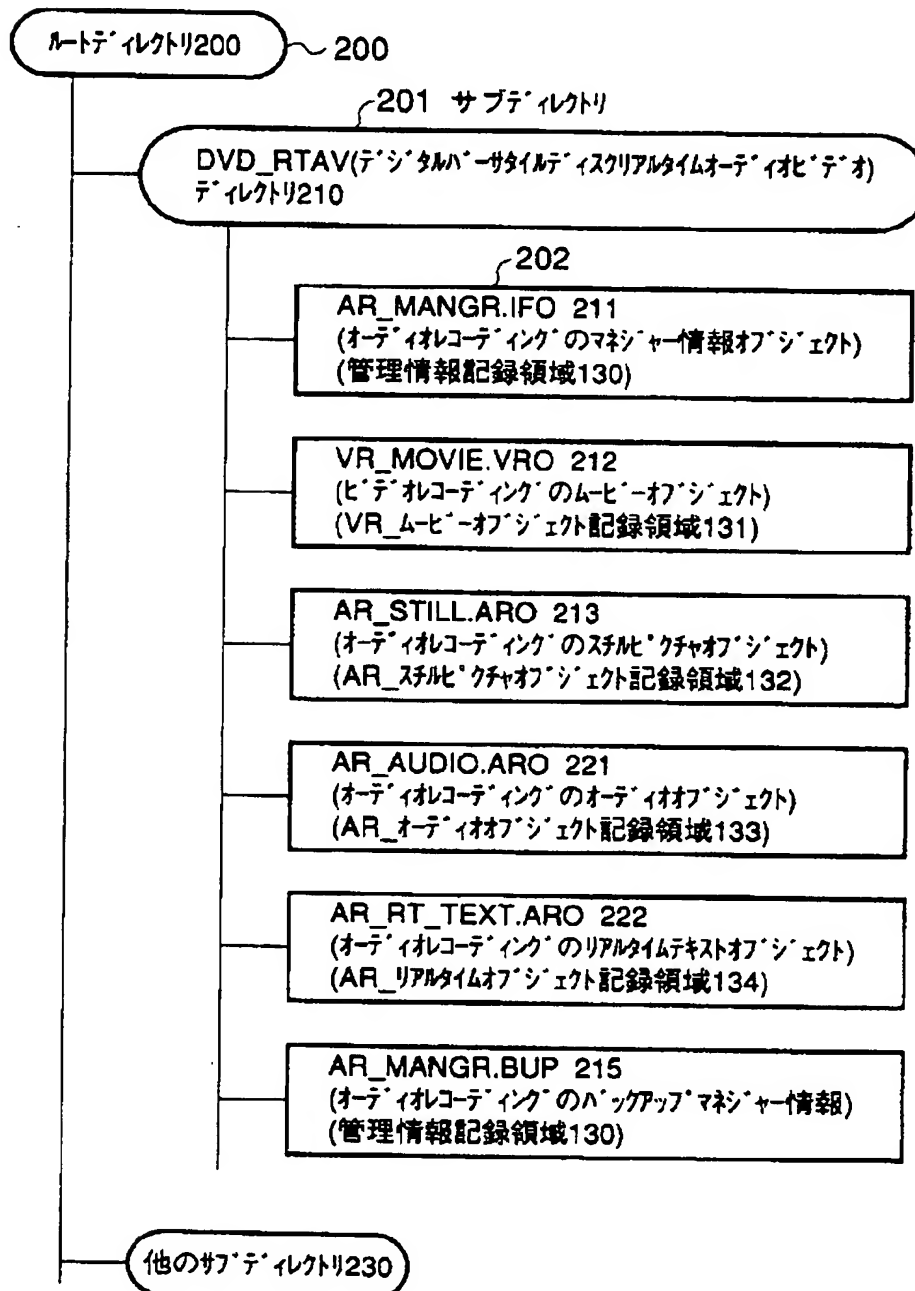 ルートディレクトリ200
200
201 サブディレクトリ
DVD_RTAV(デジタルバーサタイルディスクリアルタイムオーディオビデオ)
ディレクトリ210
202
AR_MANGR.IFO 211
(オーディオレコーディングのマネジャー情報オブジェクト)
(管理情報記録領域130)
VR_MOVIE.VRO 212
(ビデオレコーディングのムービーオブジェクト)
(VR_ムービーオブジェクト記録領域131)
AR_STILL.ARO 213
(オーディオレコーディングのスチルピクチャオブジェクト)
(AR_スチルピクチャオブジェクト記録領域132)
AR_AUDIO.ARO 221
(オーディオレコーディングのオーディオオブジェクト)
(AR_オーディオオブジェクト記録領域133)
AR_RT_TEXT.ARO 222
(オーディオレコーディングのリアルタイムテキストオブジェクト)
(AR_リアルタイムオブジェクト記録領域134)
AR_MANGR.BUP 215
(オーディオレコーディングのバックアップマネジャー情報)
(管理情報記録領域130)
他のサブディレクトリ230